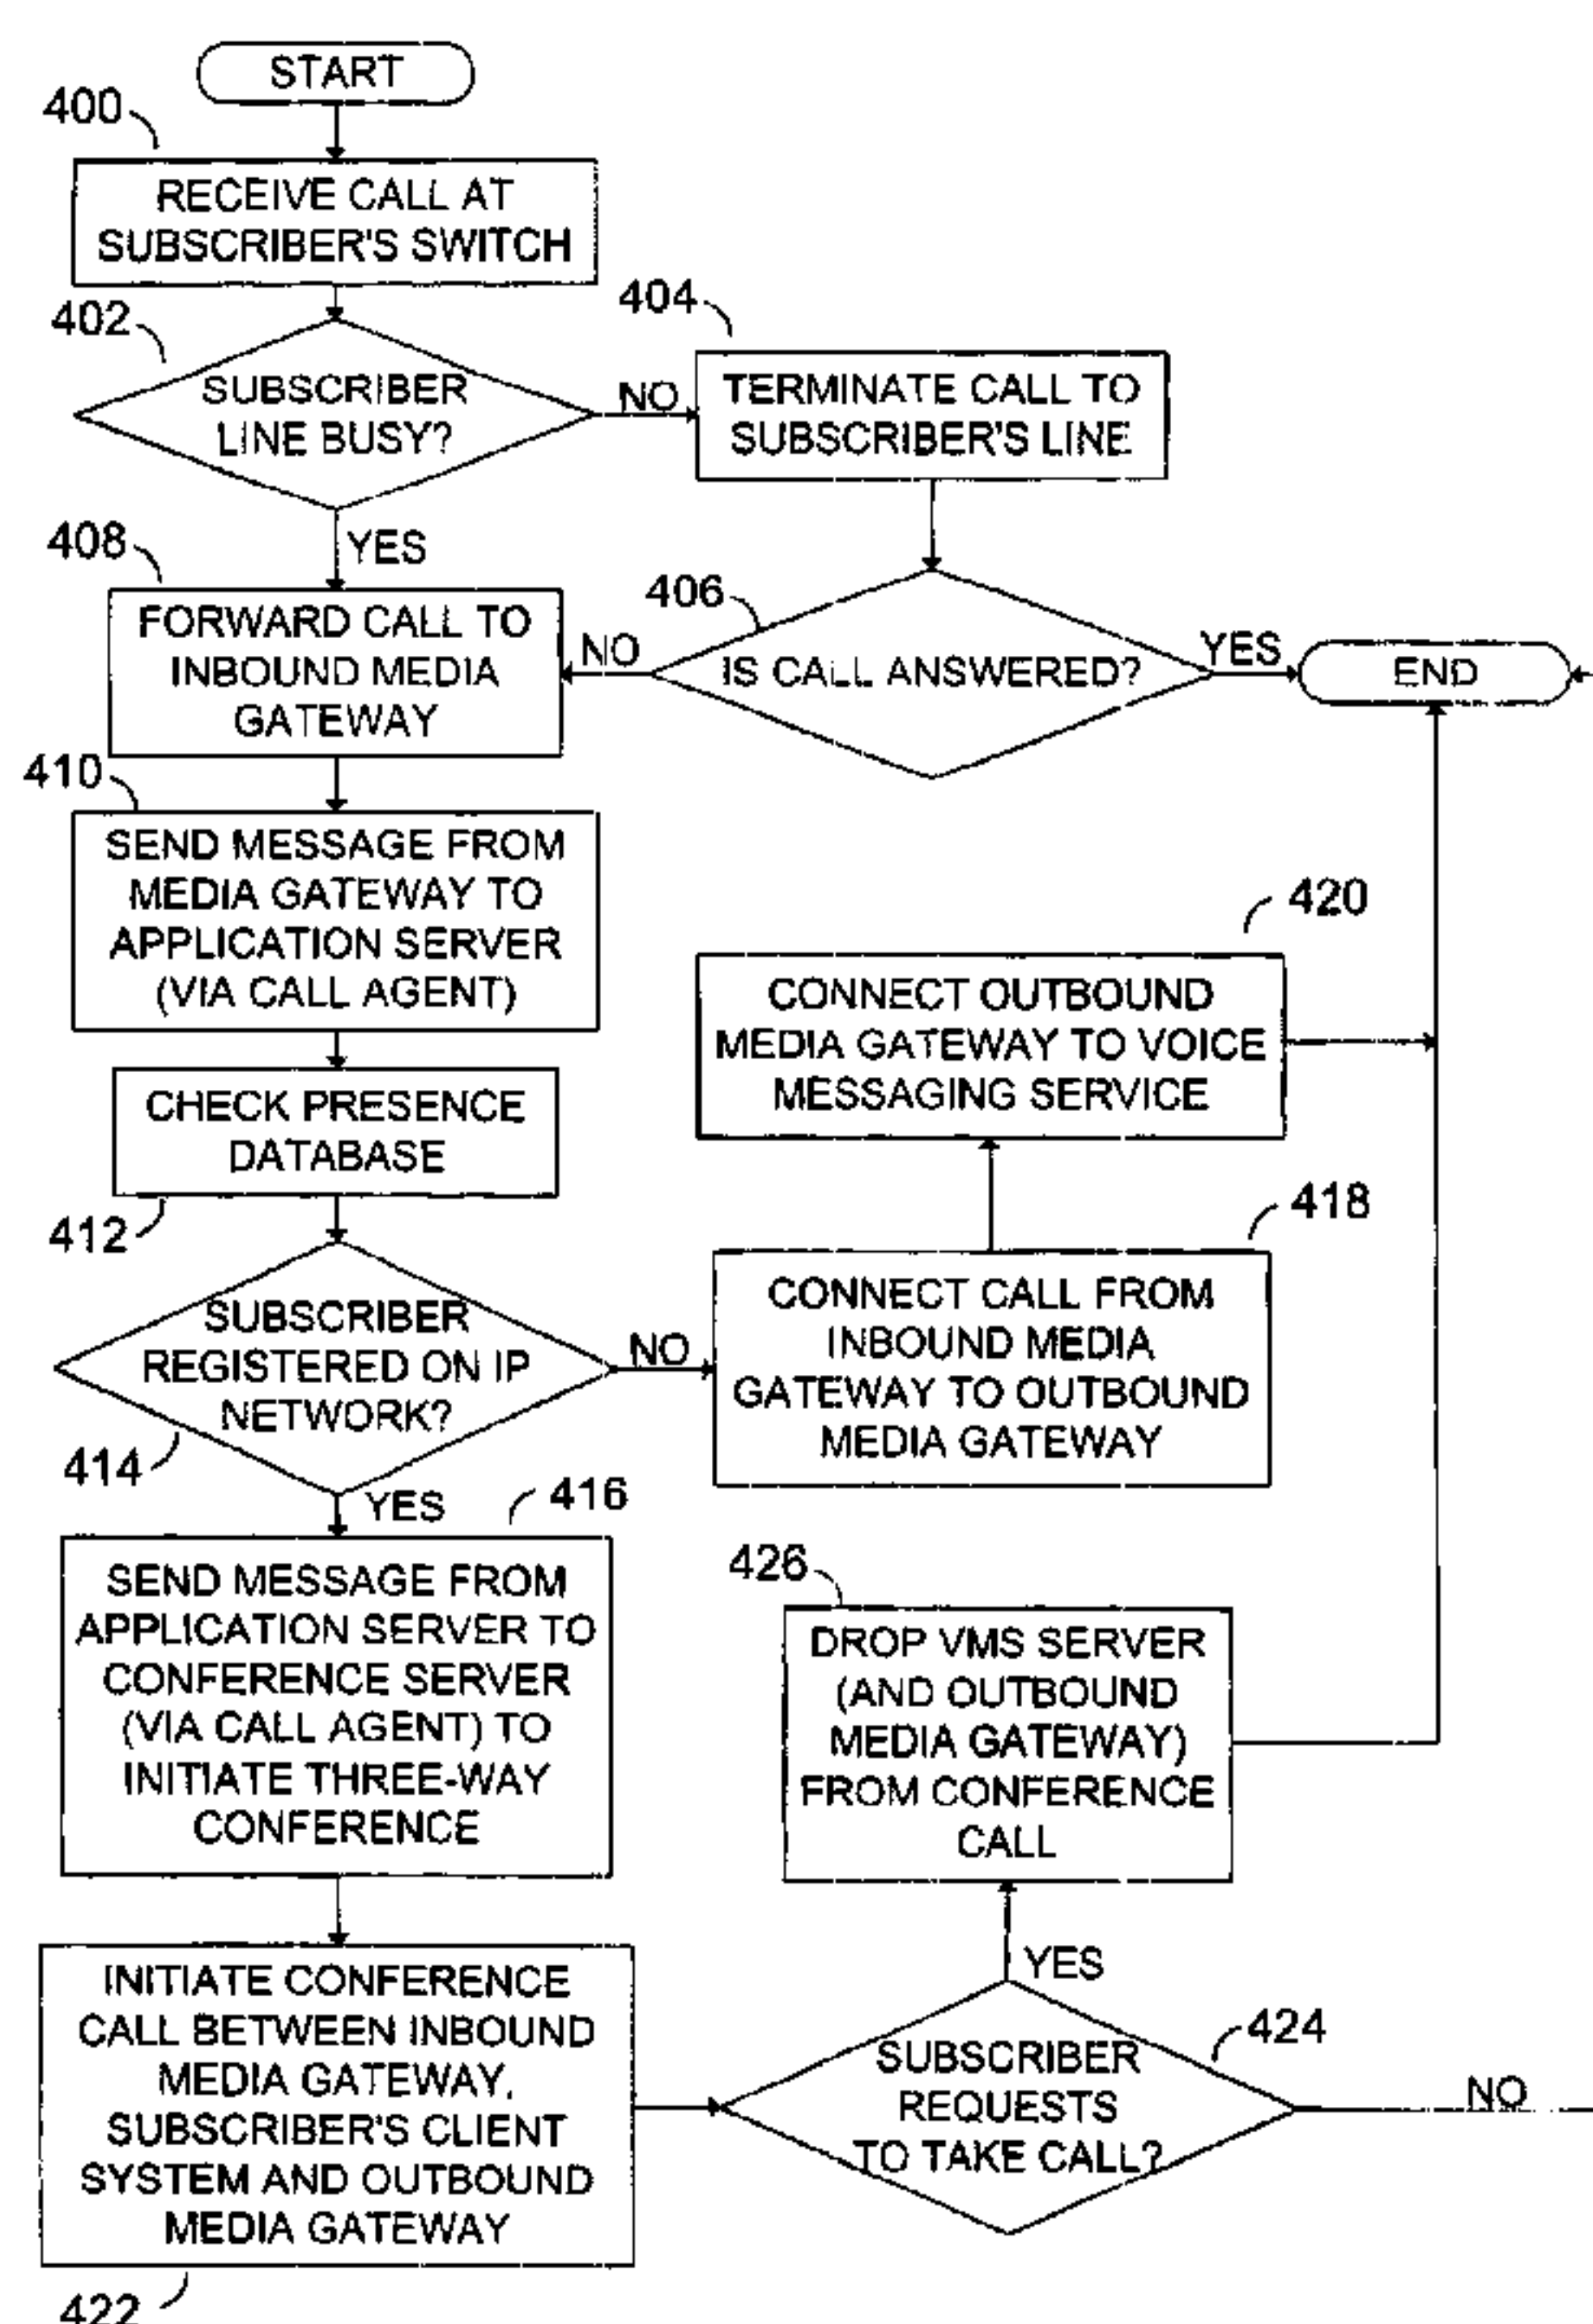 START
400
RECEIVE CALL AT
SUBSCRIBER'S SWITCH
402
SUBSCRIBER
LINE BUSY?
NO
404
TERMINATE CALL TO
SUBSCRIBER'S LINE
YES
408
FORWARD CALL TO
INBOUND MEDIA
GATEWAY
NO
406
IS CALL ANSWERED?
YES
END
410
SEND MESSAGE FROM
MEDIA GATEWAY TO
APPLICATION SERVER
(VIA CALL AGENT)
420
CONNECT OUTBOUND
MEDIA GATEWAY TO VOICE
MESSAGING SERVICE
CHECK PRESENCE
DATABASE
412
418
CONNECT CALL FROM
INBOUND MEDIA
GATEWAY TO OUTBOUND
MEDIA GATEWAY
SUBSCRIBER
REGISTERED ON IP
NETWORK?
NO
414
YES
416
SEND MESSAGE FROM
APPLICATION SERVER TO
CONFERENCE SERVER
(VIA CALL AGENT) TO
INITIATE THREE-WAY
CONFERENCE
426
DROP VMS SERVER
(AND OUTBOUND
MEDIA GATEWAY)
FROM CONFERENCE
CALL
INITIATE CONFERENCE
CALL BETWEEN INBOUND
MEDIA GATEWAY,
SUBSCRIBER'S CLIENT
SYSTEM AND OUTBOUND
MEDIA GATEWAY
422
YES
424
SUBSCRIBER
REQUESTS
TO TAKE CALL?
NO